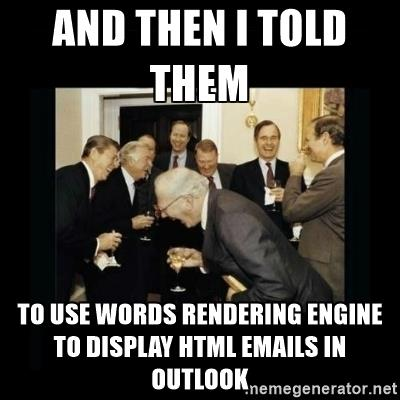 AND THEN I TOLD
THEM
TO USE WORDS RENDERING ENGINE
TO DISPLAY HTML EMAILS IN
OUTLOOK
memegenerator.net